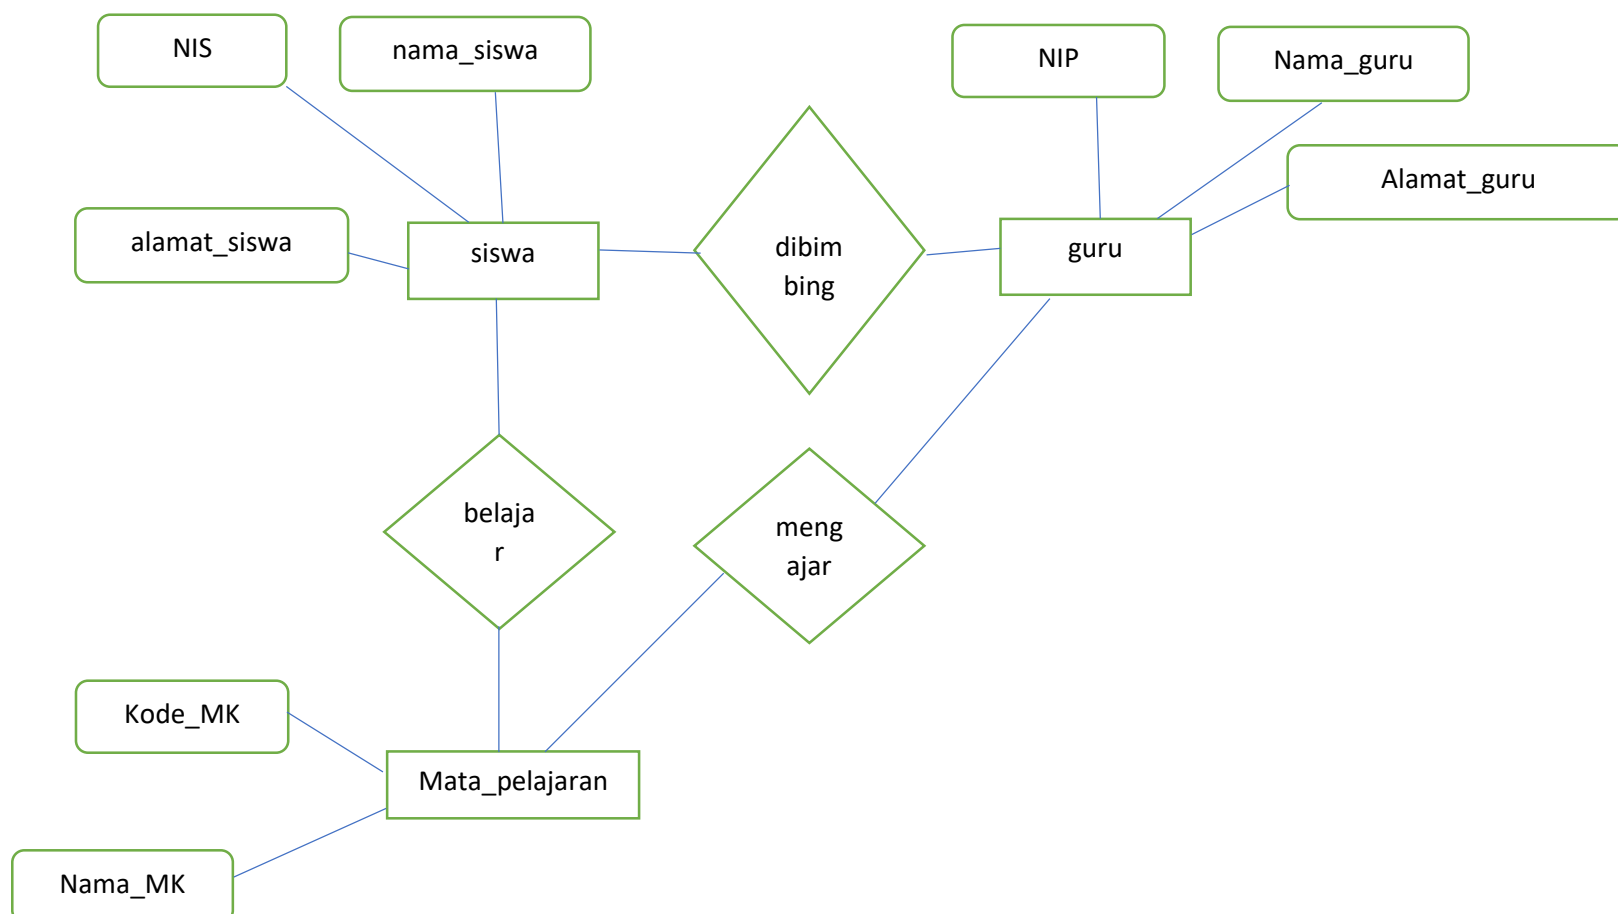 NIS
nama_siswa
NIP
Nama_guru
Alamat_guru
alamat_siswa
siswa
dibim
bing
guru
belaja
r
meng
ajar
Kode_MK
Mata_pelajaran
Nama_MK